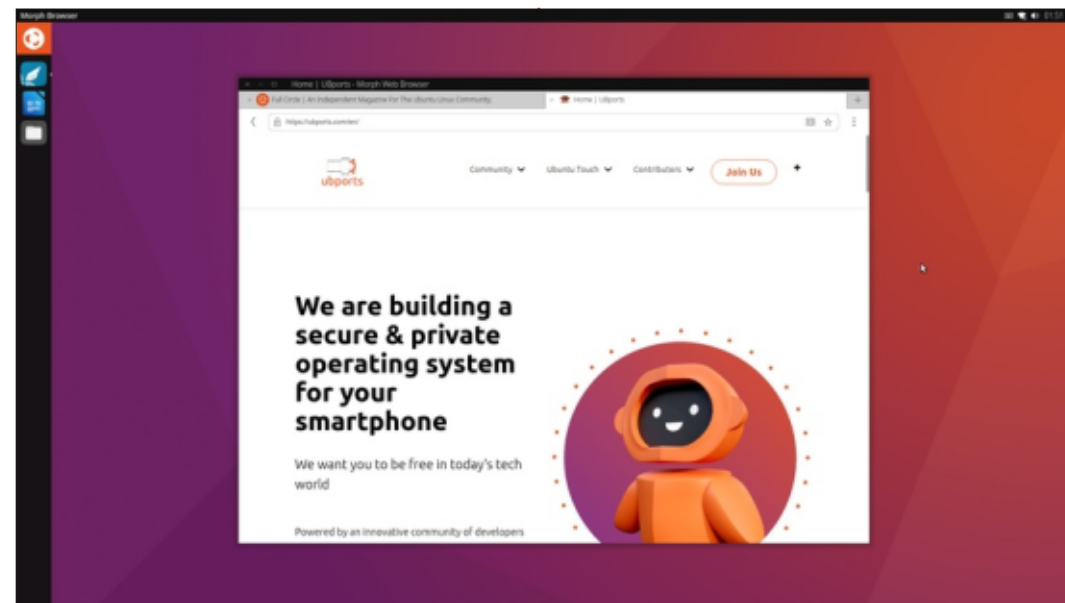 Morph Browser
01:51
Home | UBports - Morph Web Browser
Full Circle | An Independent Magazine For The Ubuntu Linux Community.
Home | UBports
https://ubports.com/en/
ubports
Community
Ubuntu Touch
Contributors
Join Us
We are building a
secure & private
operating system
for your
smartphone
We want you to be free in today's tech
world
Powered by an innovative community of developers